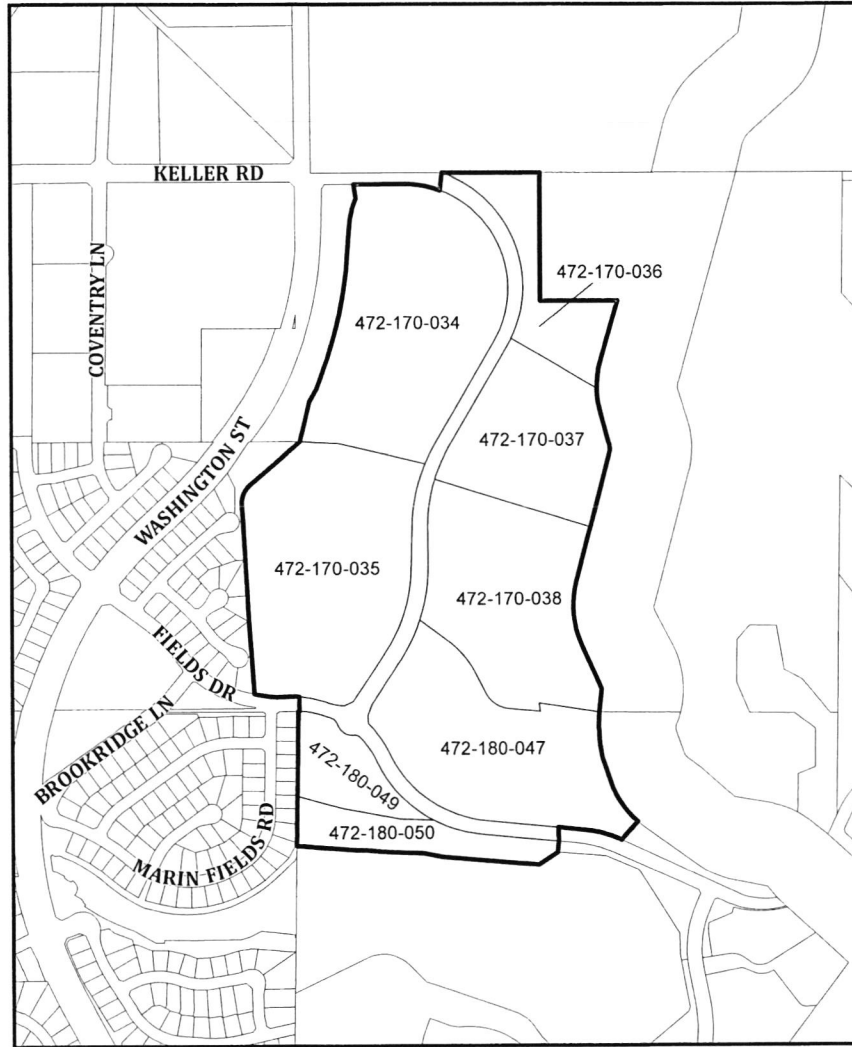 KELLER RD
COVENTRY LN
472-170-036
472-170-034
WASHINGTON ST
472-170-037
472-170-035
472-170-038
FIELDS DR
BROOKRIDGE LN
472-180-049
472-180-047
472-180-050
MARIN FIELDS RD